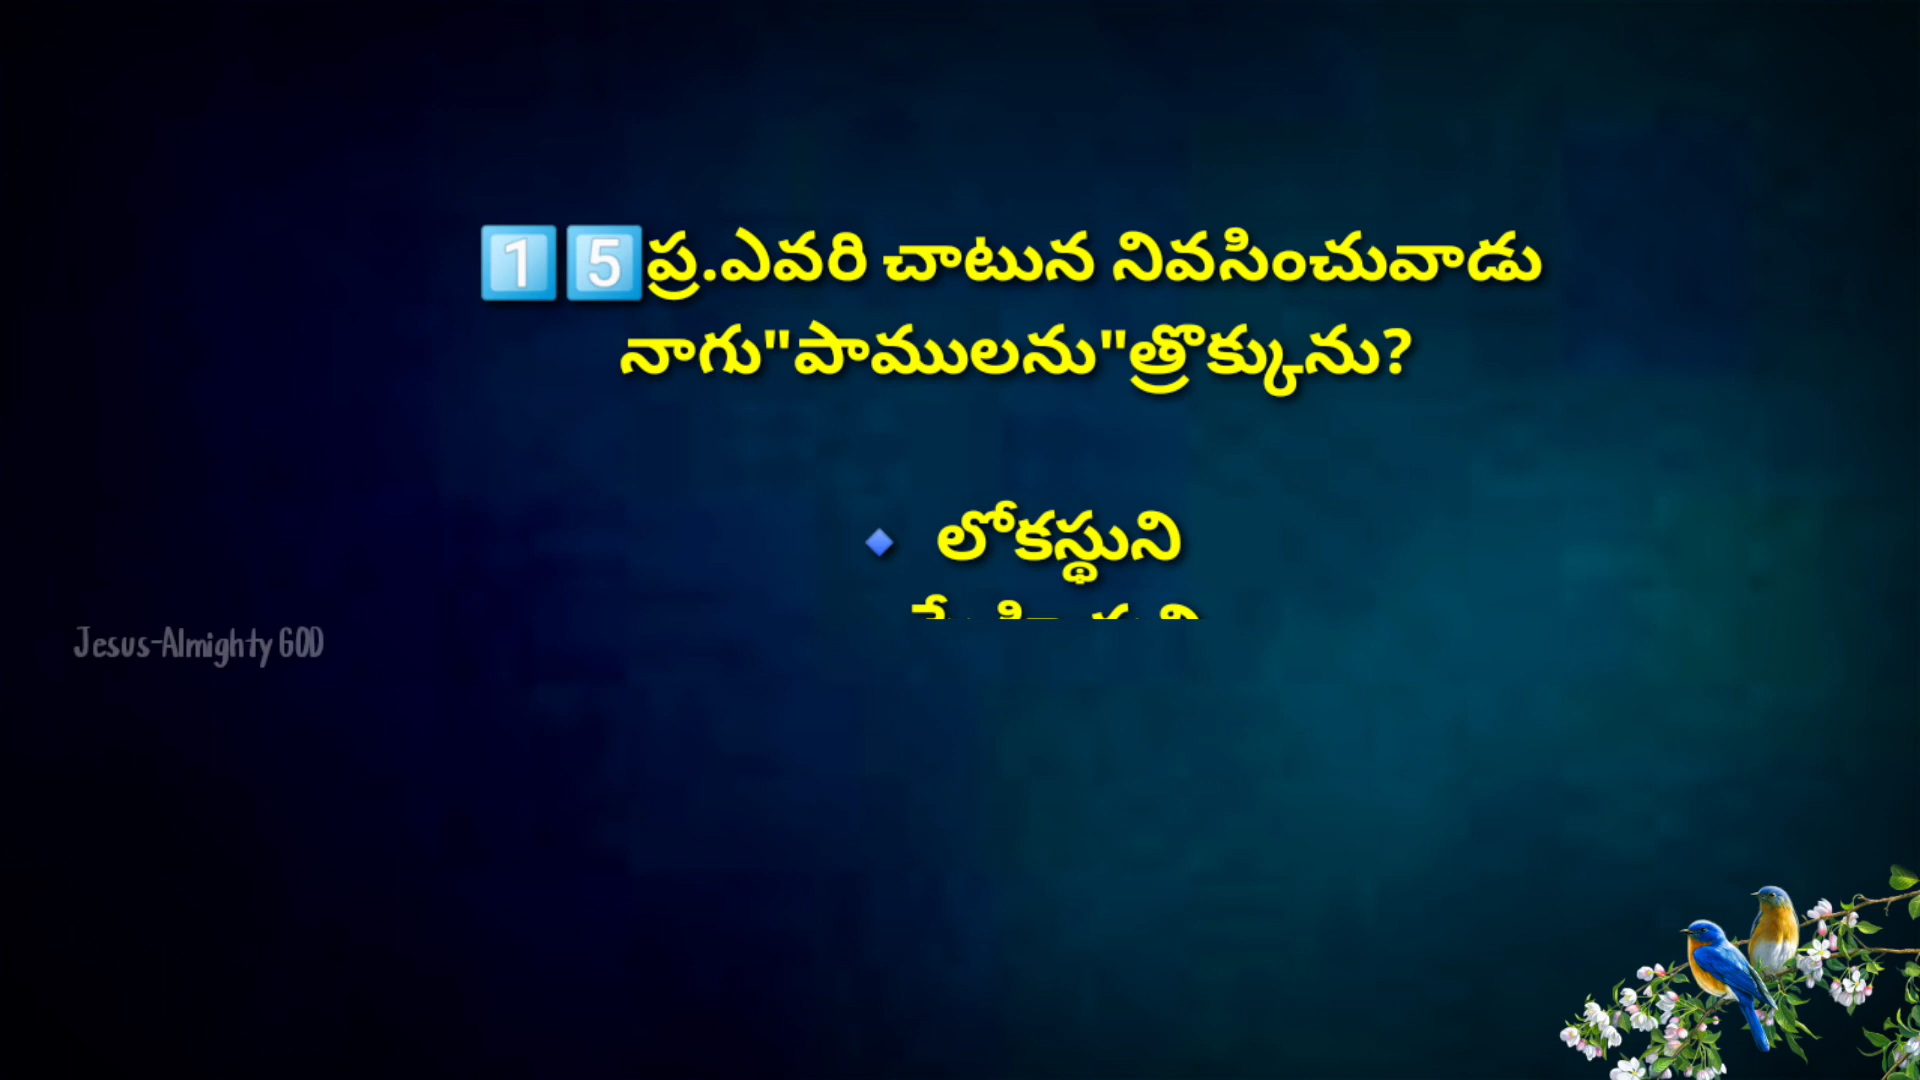 1️⃣5️⃣ప్ర.ఎవరి చాటున నివసించువాడు
నాగు"పాములను"త్రొక్కును?
🔹 లోకస్థుని
Jesus-Almighty GOD